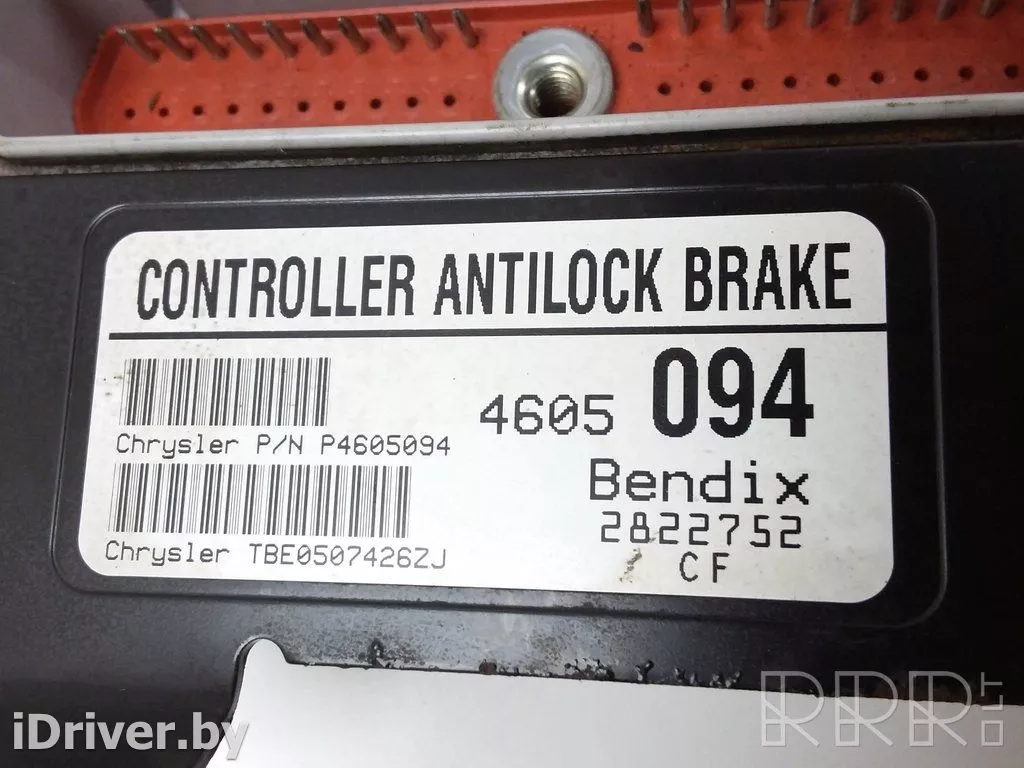 CONTROLLER ANTILOCK BRAKE
4605 094
Chrysler P/N P4605094
Bendix
2822752
Chrysler TBE0507426ZJ
CF
iDriver.by
RRR.LT